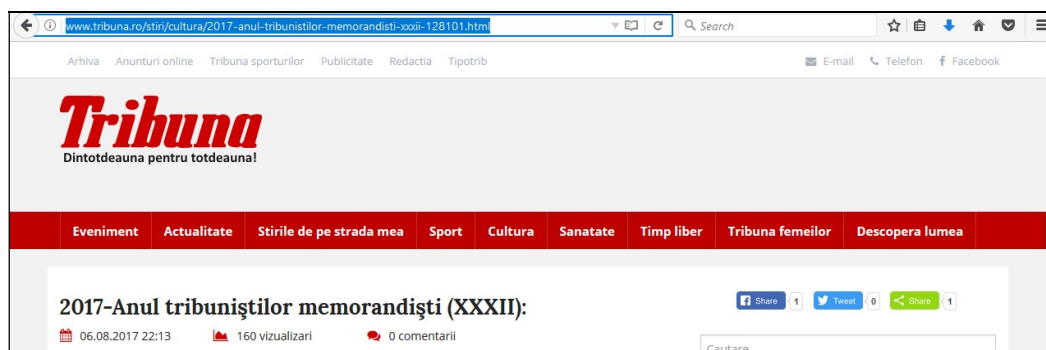 www.tribuna.ro/stiri/cultura/2017-anul-tribunistilor-memorandisti-xxxii-128101.html Search
Arhiva Anunturi online Tribuna sporturilor Publicitate Redactia Tipotrib E-mail Telefon Facebook
Tribuna
Dintotdeauna pentru totdeauna!
Eveniment Actualitate Stirile de pe strada mea Sport Cultura Sanatate Timp liber Tribuna femeilor Descopera lumea
2017-Anul tribuniştilor memorandişti (XXXII):
Share 1 Tweet 0 Share 1
06.08.2017 22:13 160 vizualizari 0 comentarii
Cautare